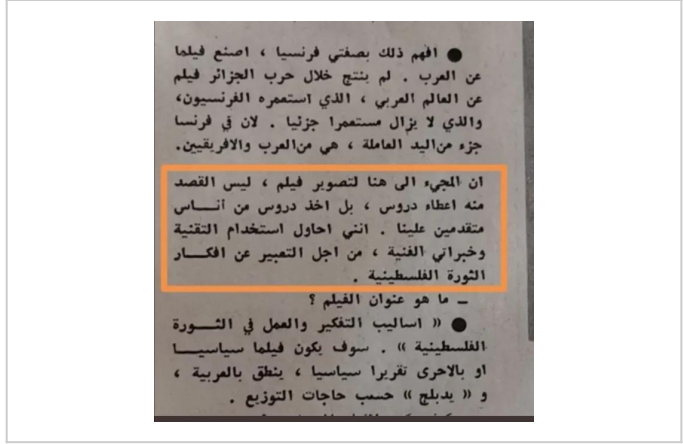 ● افهم ذلك بصفتي فرنسيا ، اصنع فيلما
عن العرب . لم ينتج خلال حرب الجزائر فيلم
عن العالم العربي ، الذي استعمره الفرنسيون،
والذي لا يزال مستعمرا جزئيا . لان في فرنسا
جزء من اليد العاملة ، هي من العرب والافريقيين.
ان المجيء الى هنا لتصوير فيلم ، ليس القصد
منه اعطاء دروس ، بل اخذ دروس من أنـــاس
متقدمين علينا . انني احاول استخدام التقنية
وخبراتي الفنية ، من اجل التعبير عن افكـــار
الثورة الفلسطينية .
ـ ما هو عنوان الفيلم ؟
● « اساليب التفكير والعمل في الثـــورة
الفلسطينية » . سوف يكون فيلما سياسيـــا
او بالاحرى تقريرا سياسيا ، ينطق بالعربية ،
و « يدبلج » حسب حاجات التوزيع .